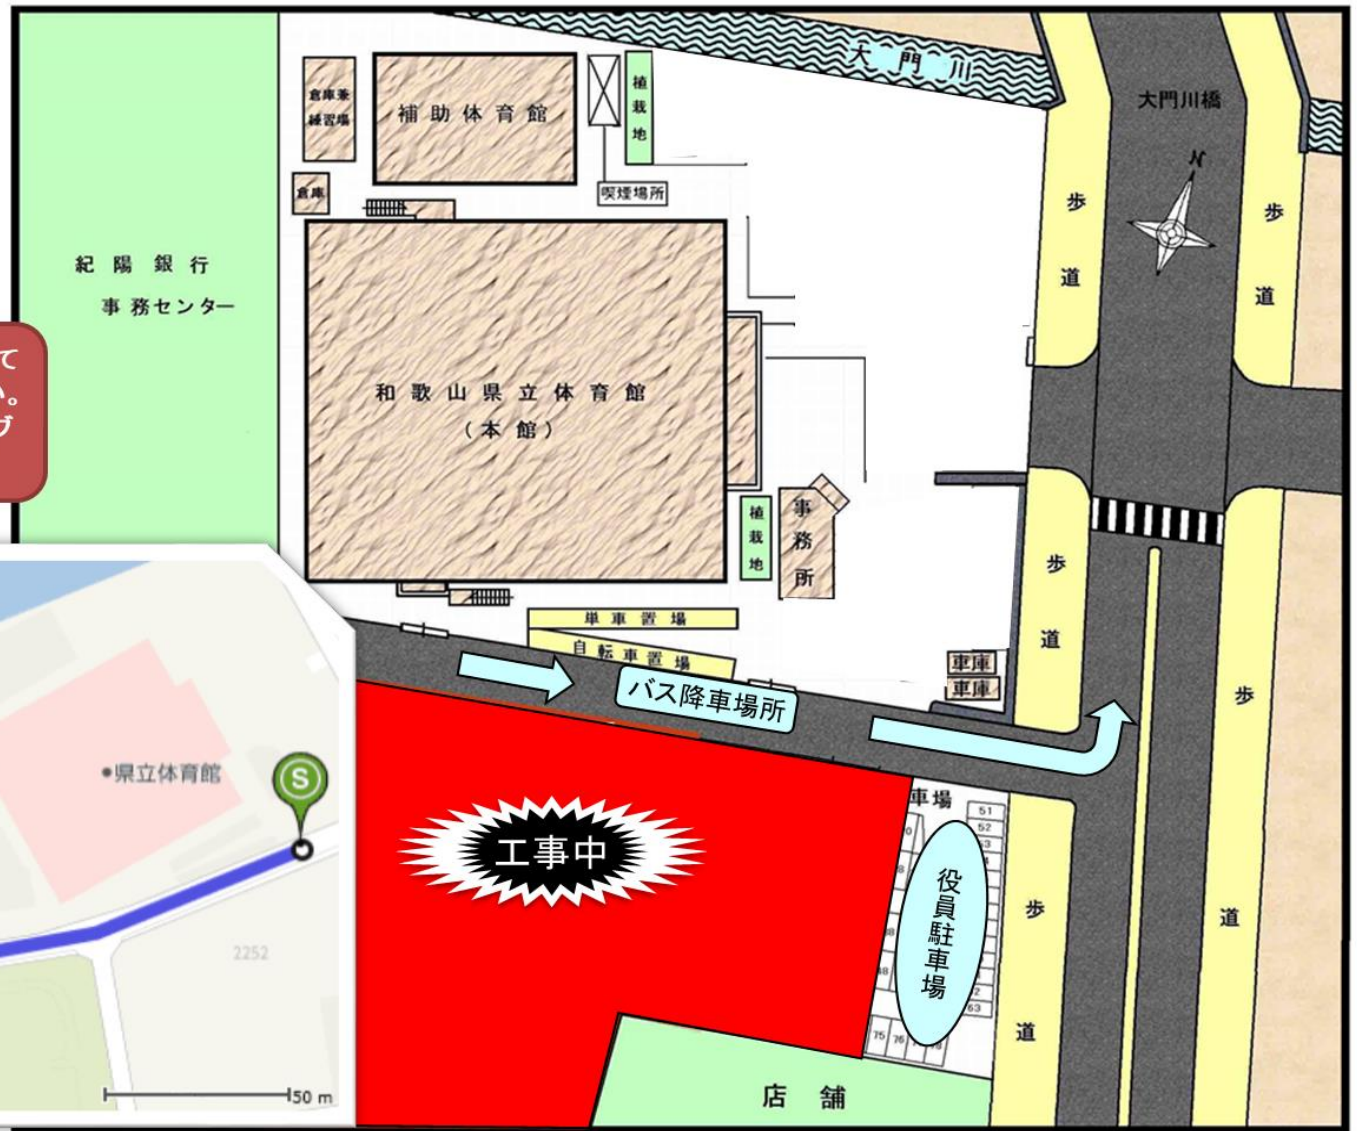 大門川
大門川橋
N
倉庫兼
練習場
補助体育館
植栽地
倉庫
喫煙場所
歩道
歩道
紀陽銀行
事務センター
て
い。
ブ
和歌山県立体育館
(本館)
植栽地
事務所
歩道
単車置場
自転車置場
車庫
車庫
バス降車場所
歩道
県立体育館
S
2252
50 m
工事中
車場
51
52
53
役員駐車場
63
75
76
歩道
歩道
店舗